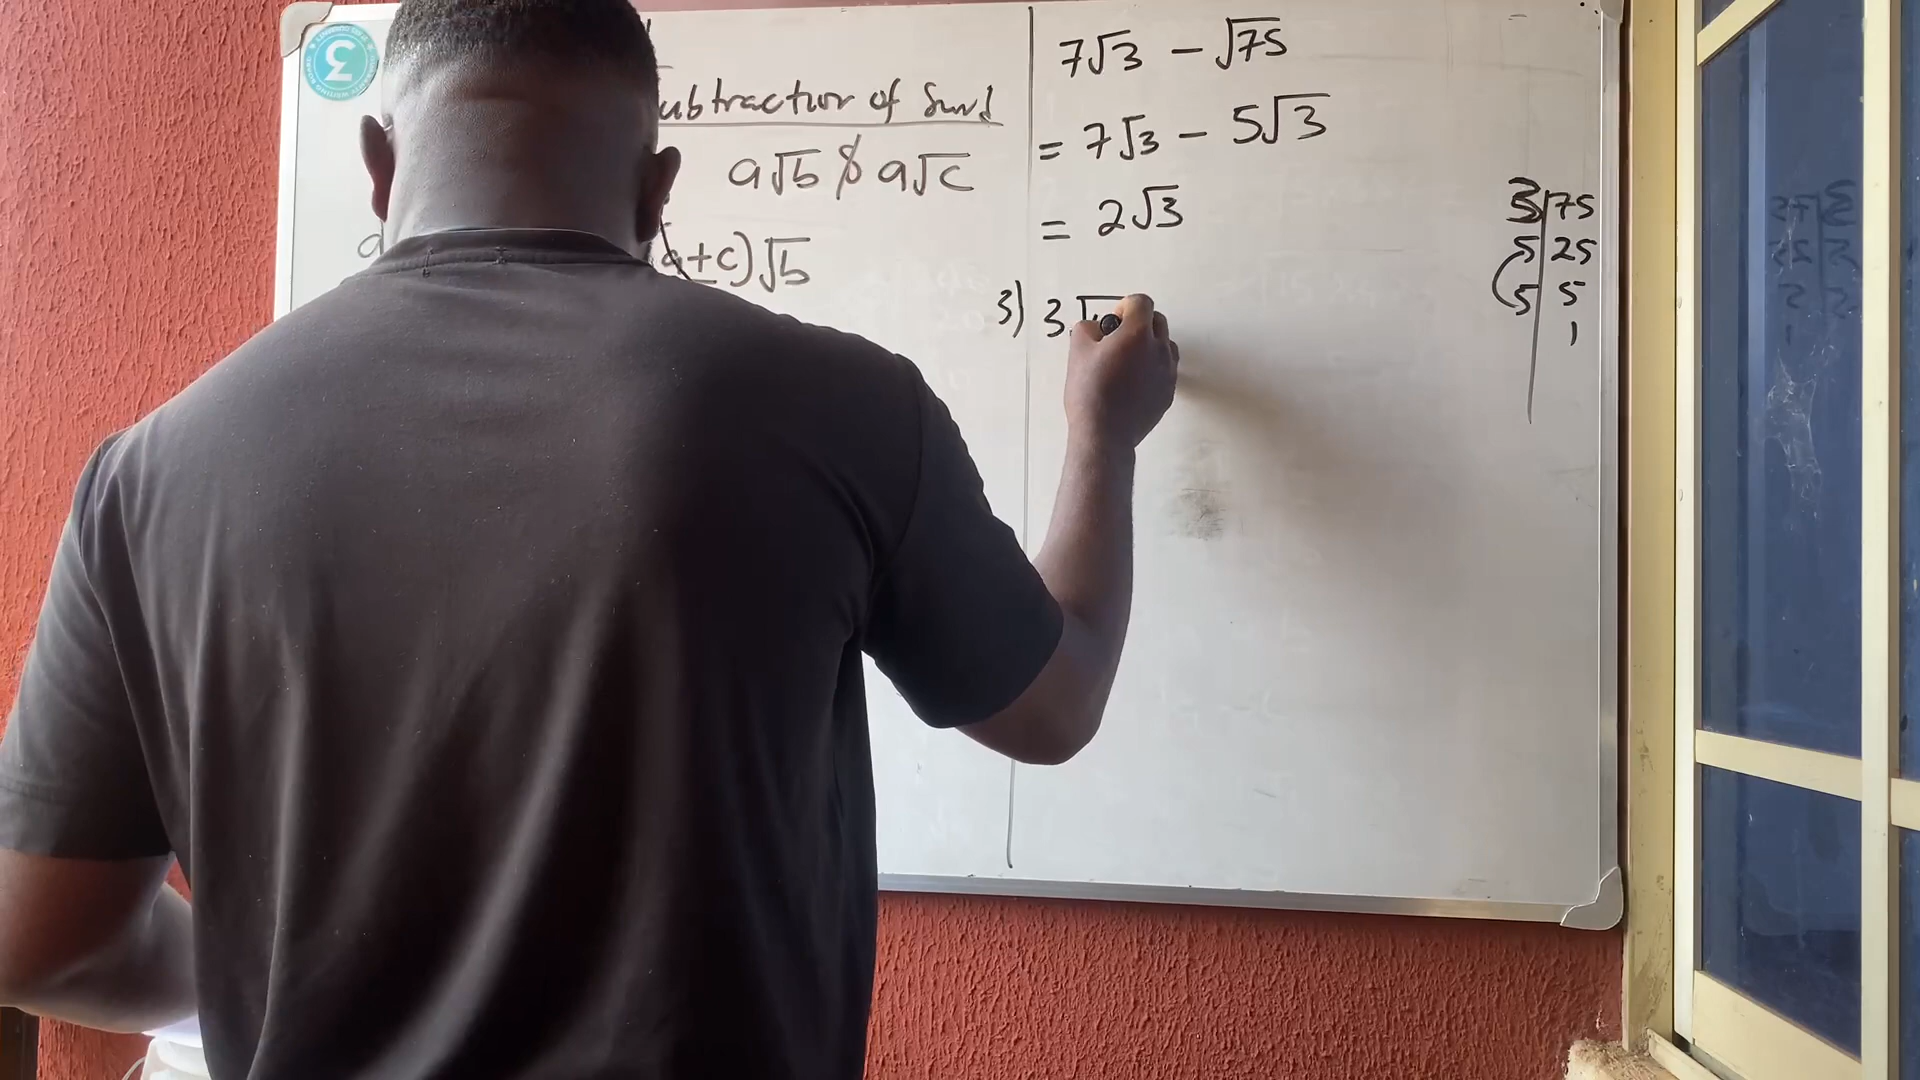 ubtraction of Surd
a√b $ a√c
a+c)√b
7√3 − √75
= 7√3 − 5√3
= 2√3
3) 3√
3 | 75
5 | 25
5 | 5
1
3